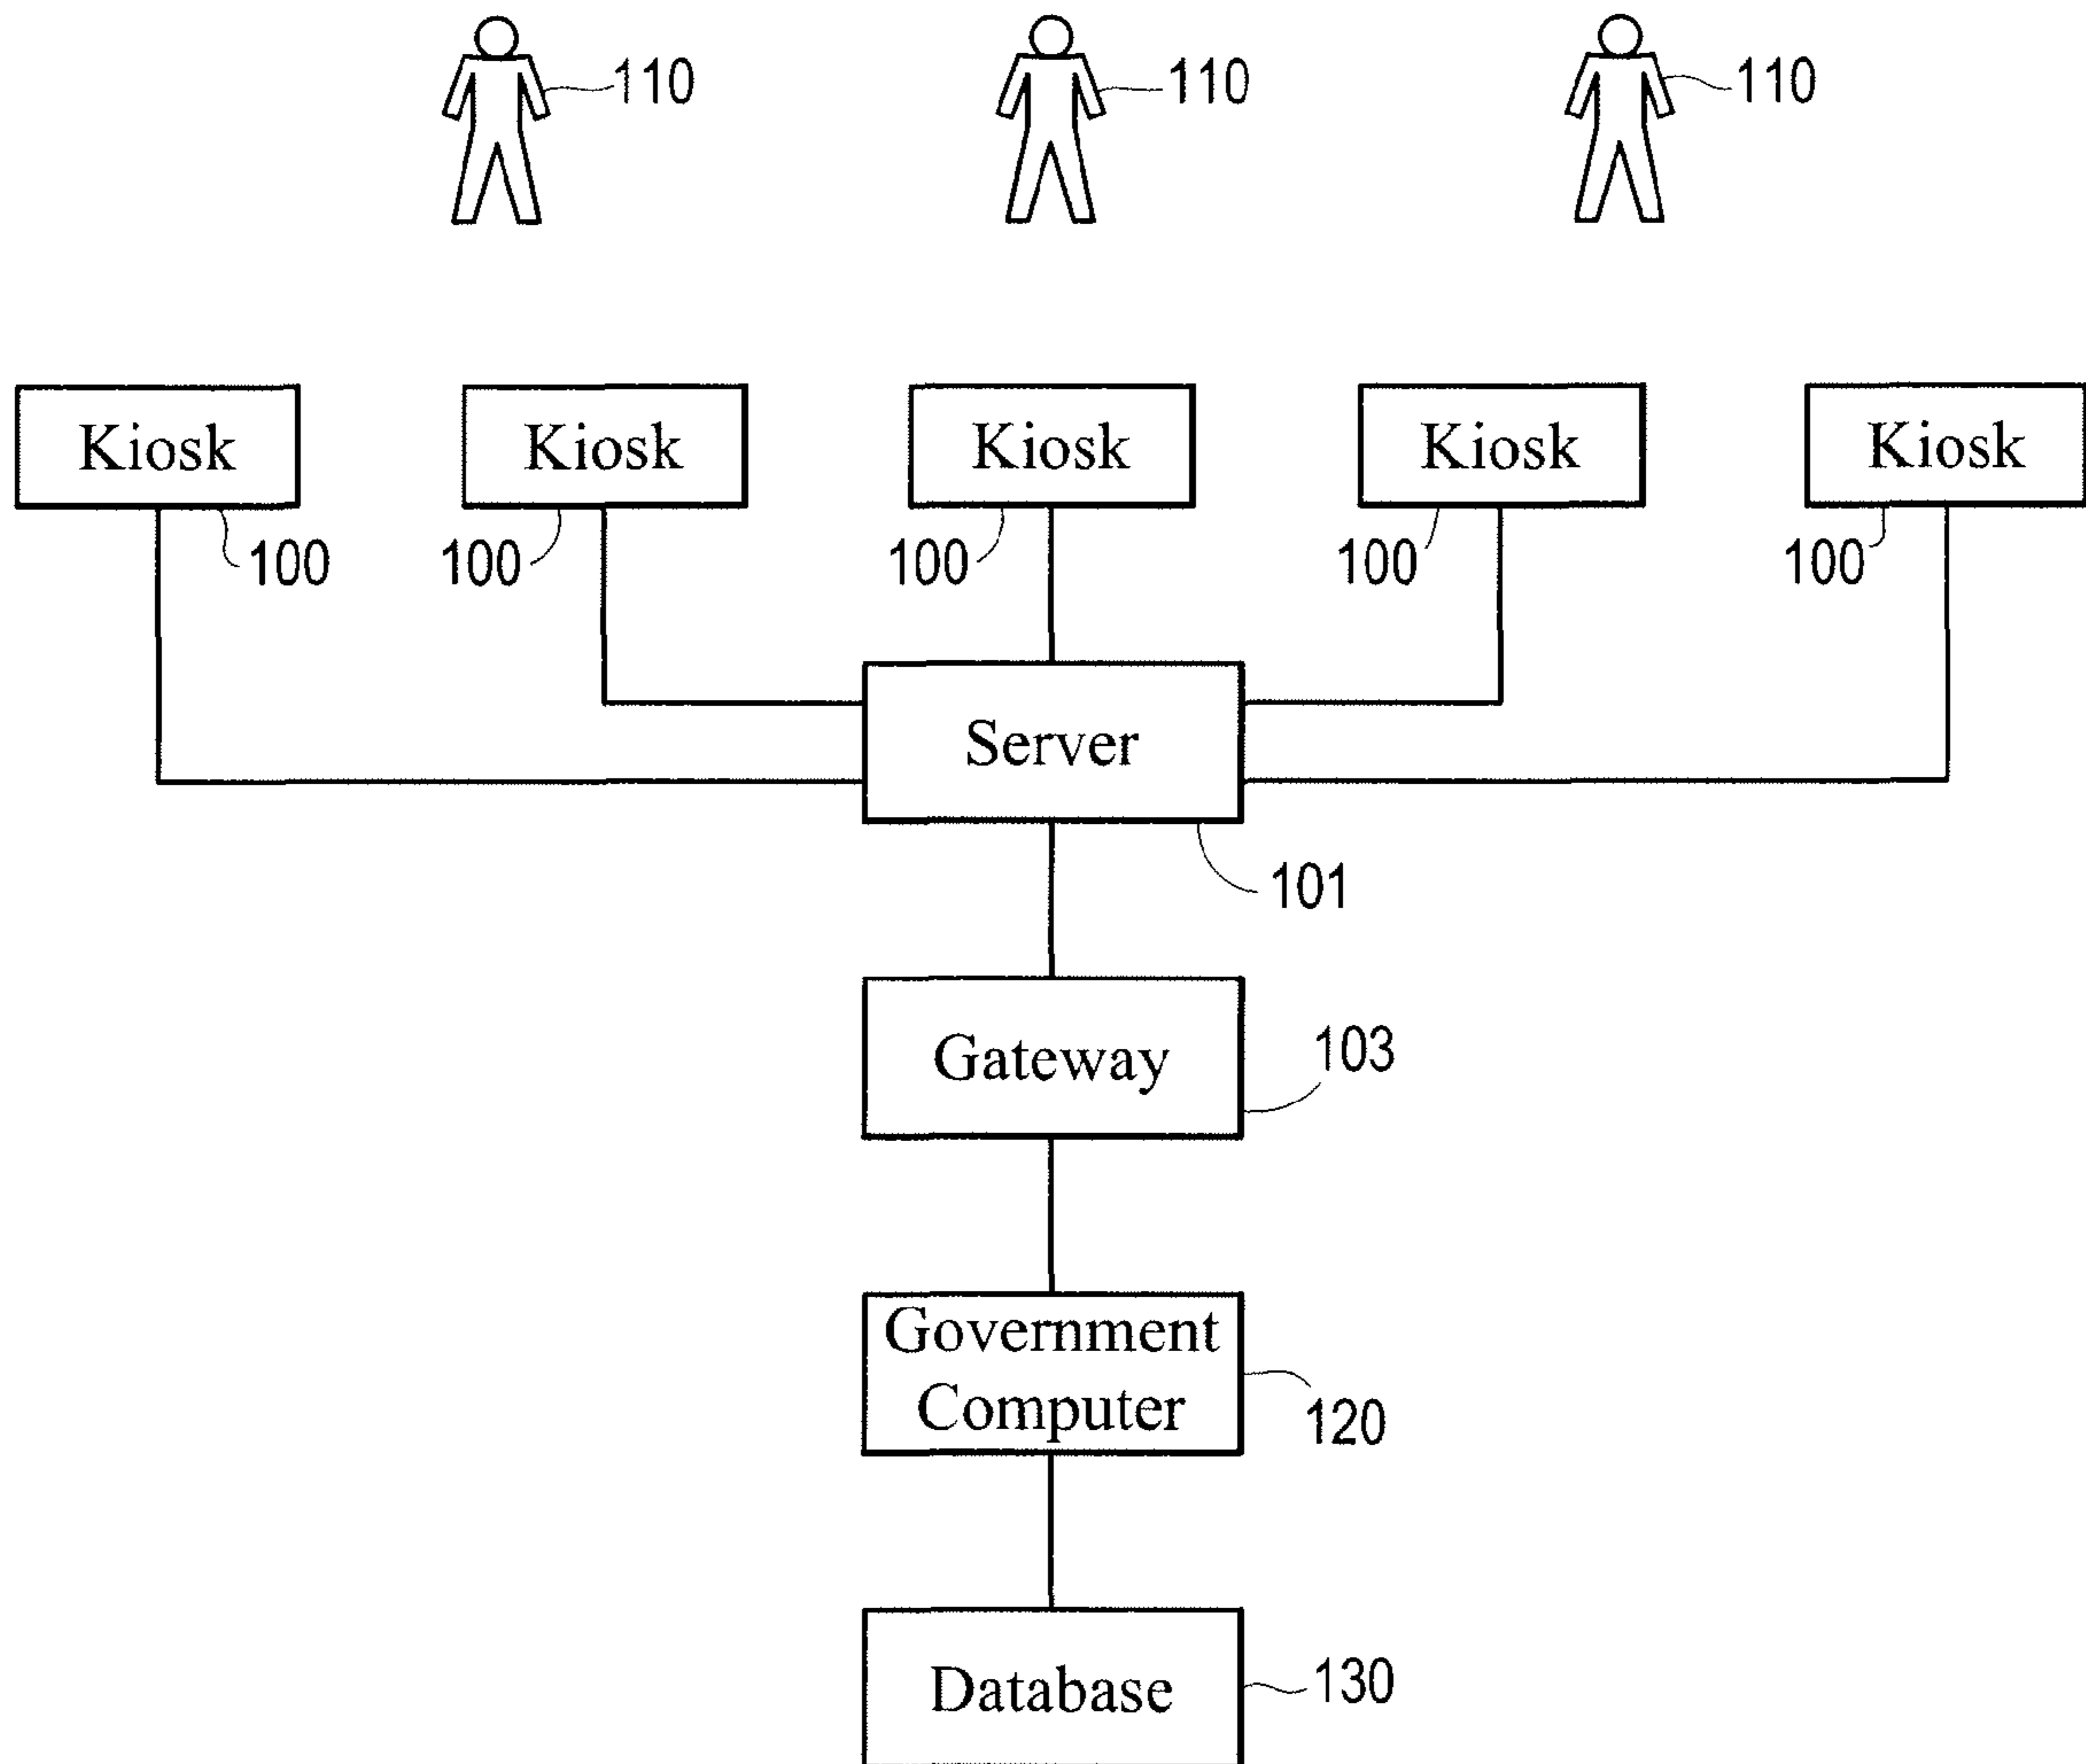 110 110 110
Kiosk Kiosk Kiosk Kiosk Kiosk
100 100 100 100 100
Server
101
Gateway
103
Government
Computer
120
Database
130